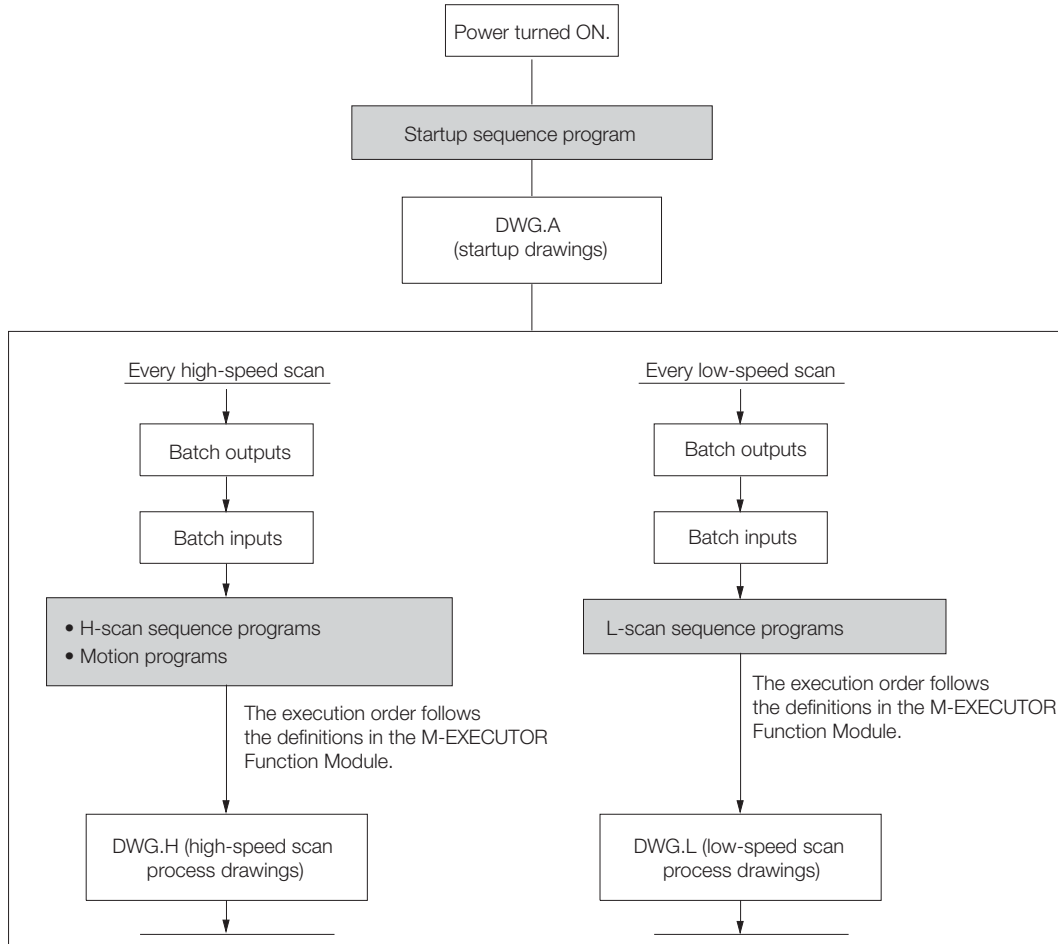 Power turned ON.
Startup sequence program
DWG.A
(startup drawings)
Every high-speed scan
Batch outputs
Batch inputs
• H-scan sequence programs
• Motion programs
The execution order follows
the definitions in the M-EXECUTOR
Function Module.
DWG.H (high-speed scan
process drawings)
Every low-speed scan
Batch outputs
Batch inputs
L-scan sequence programs
The execution order follows
the definitions in the M-EXECUTOR
Function Module.
DWG.L (low-speed scan
process drawings)